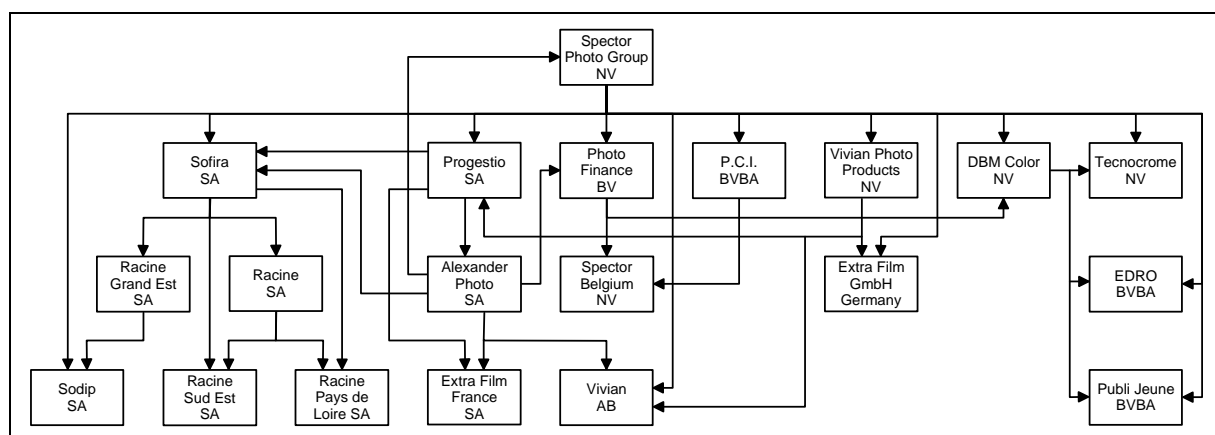 Spector
Photo Group
NV
Sofira
SA
Progestio
SA
Photo
Finance
BV
P.C.I.
BVBA
Vivian Photo
Products
NV
DBM Color
NV
Tecnocrome
NV
Racine
Grand Est
SA
Racine
SA
Alexander
Photo
SA
Spector
Belgium
NV
Extra Film
GmbH
Germany
EDRO
BVBA
Sodip
SA
Racine
Sud Est
SA
Racine
Pays de
Loire SA
Extra Film
France
SA
Vivian
AB
Publi Jeune
BVBA